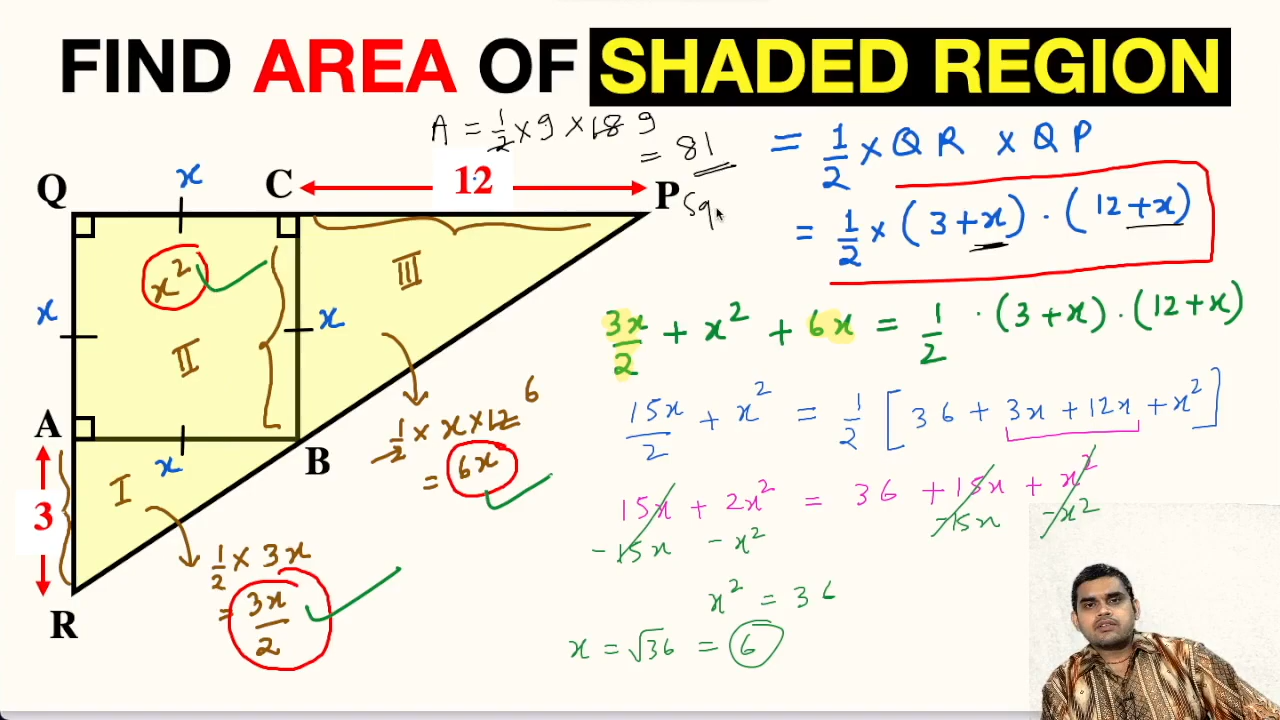 FIND AREA OF SHADED REGION
A = 1/2 × 9 × 18 9
= 81
sq
= 1/2 × QR × QP
= 1/2 × (3+x) · (12+x)
Q
x
C
12
P
x
x²
II
x
III
A
x
B
3
I
R
1/2 × x × 12 6
= 6x
1/2 × 3x
= 3x/2
3x/2 + x² + 6x = 1/2 · (3+x) · (12+x)
15x/2 + x² = 1/2 [36 + 3x + 12x + x²]
15x + 2x² = 36 + 15x + x²
-15x - x² -15x -x²
x² = 36
x = √36 = 6